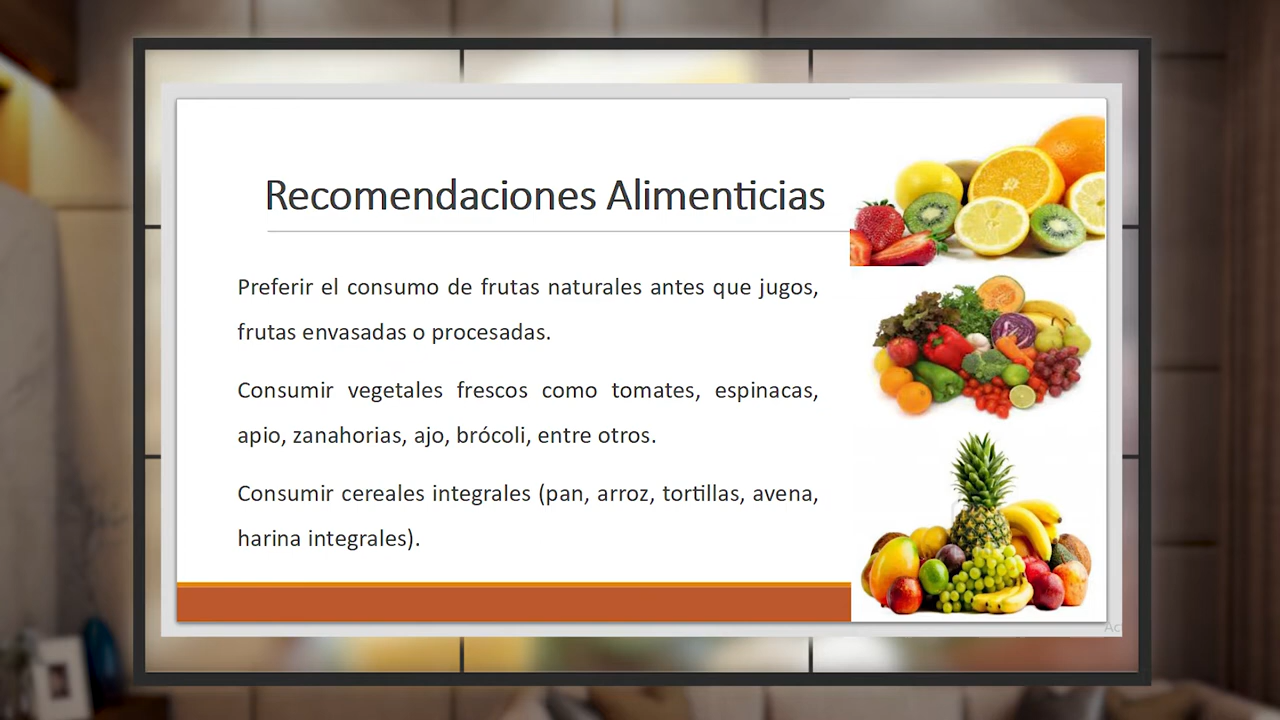 Recomendaciones Alimenticias
Preferir el consumo de frutas naturales antes que jugos,
frutas envasadas o procesadas.
Consumir vegetales frescos como tomates, espinacas,
apio, zanahorias, ajo, brócoli, entre otros.
Consumir cereales integrales (pan, arroz, tortillas, avena,
harina integrales).